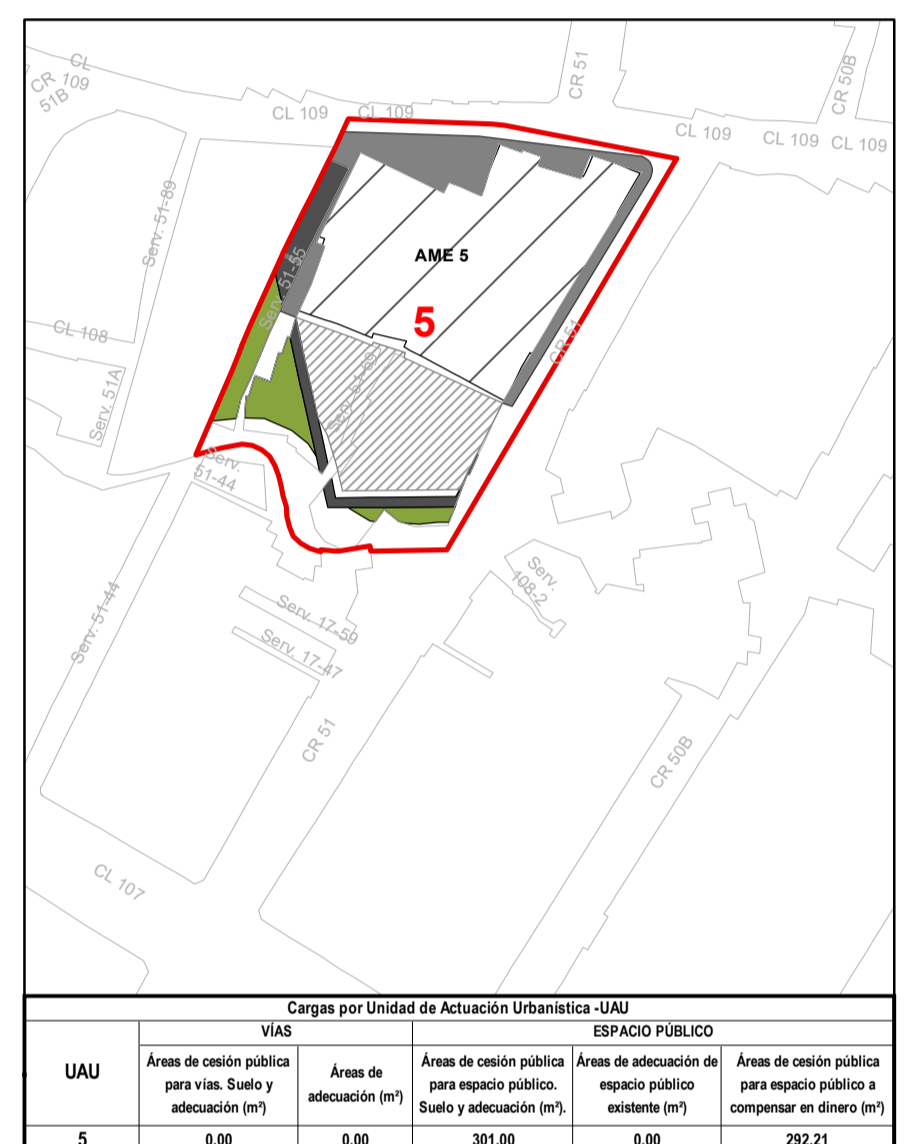 CL
109
CR
51B
CL 109
CL 109
CR 51
CR 50B
CL 109
CL 109
CL 109
Serv. 51-89
Serv. 51-55
AME 5
5
CR 51
CL 108
Serv. 51A
Serv. 51-69
Serv.
51-44
Serv. 51-44
Serv.
108-2
Serv. 17-59
Serv. 17-47
CR 51
CR 50B
CL 107
Cargas por Unidad de Actuación Urbanística -UAU
UAU
VÍAS
ESPACIO PÚBLICO
Áreas de cesión pública
para vías. Suelo y
adecuación (m²)
Áreas de
adecuación (m²)
Áreas de cesión pública
para espacio público.
Suelo y adecuación (m²).
Áreas de adecuación de
espacio público
existente (m²)
Áreas de cesión pública
para espacio público a
compensar en dinero (m²)
5 0.00 0.00 301.00 0.00 292.21